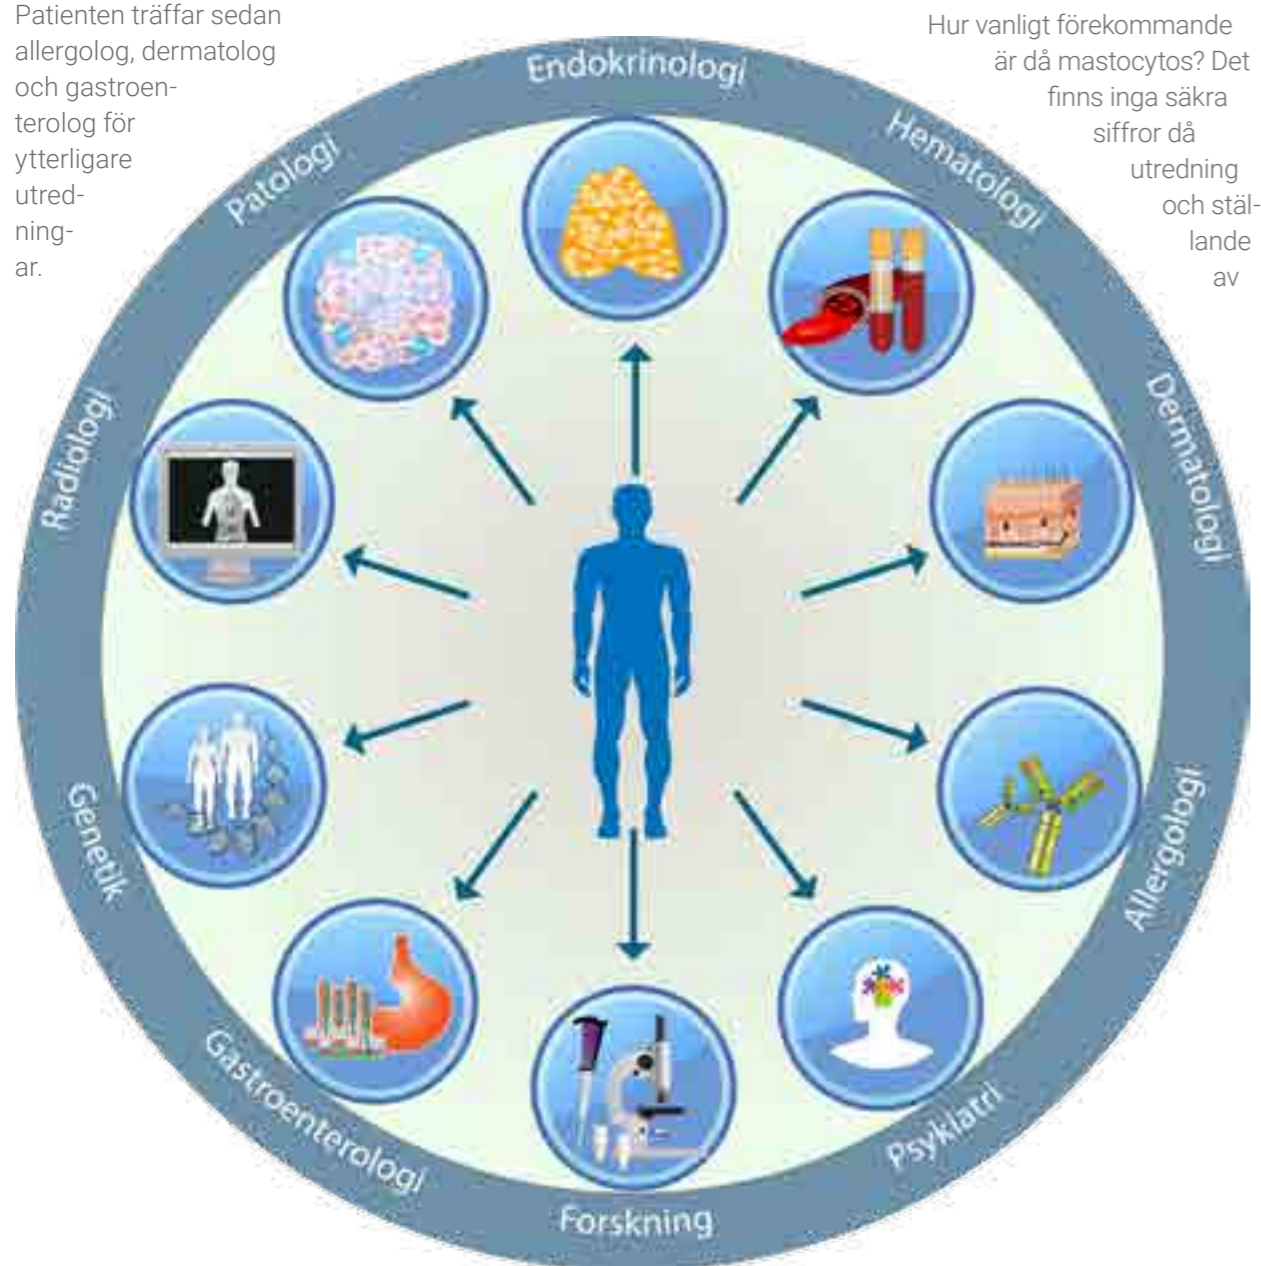 Patienten träffar sedan
allergolog, dermatolog
och gastroen-
terolog för
ytterligare
utred-
ning-
ar.
Hur vanligt förekommande
är då mastocytos? Det
finns inga säkra
siffror då
utredning
och stäl-
lande
av
Endokrinologi
Hematologi
Dermatologi
Allergologi
Psykiatri
Forskning
Gastroenterologi
Genetik
Radiologi
Patologi